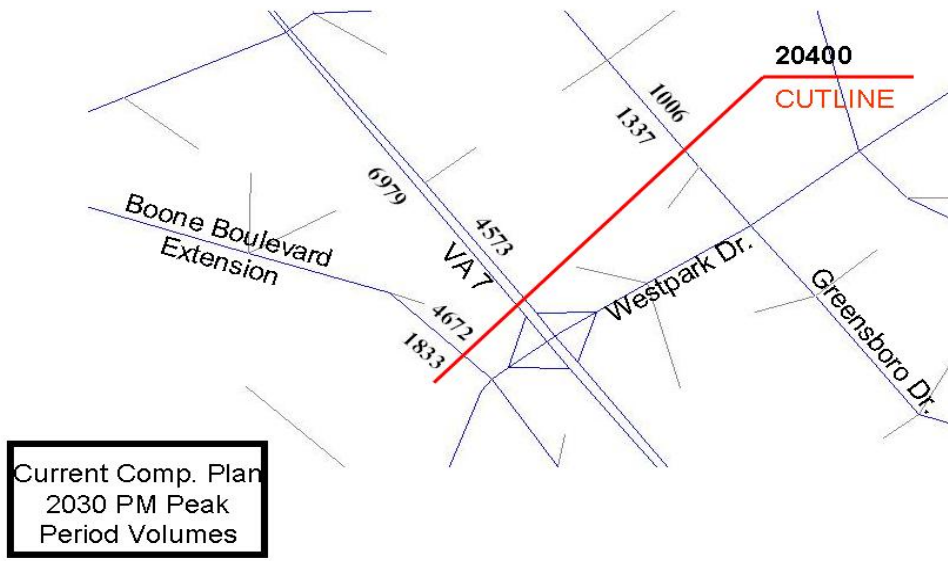 20400
CUTLINE
1006
1337
6979
4573
VA 7
Boone Boulevard
Extension
4672
1833
Westpark Dr.
Greensboro Dr.
Current Comp. Plan
2030 PM Peak
Period Volumes